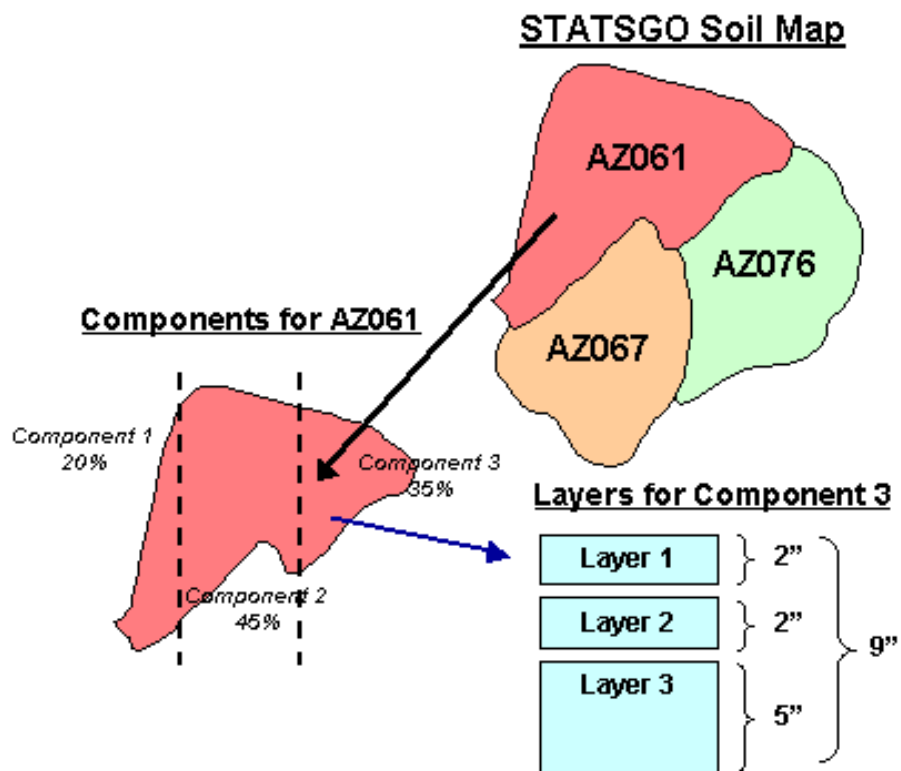 STATSGO Soil Map
AZ061
AZ076
AZ067
Components for AZ061
Component 1
20%
Component 3
35%
Component 2
45%
Layers for Component 3
Layer 1
2”
Layer 2
2”
9”
Layer 3
5”